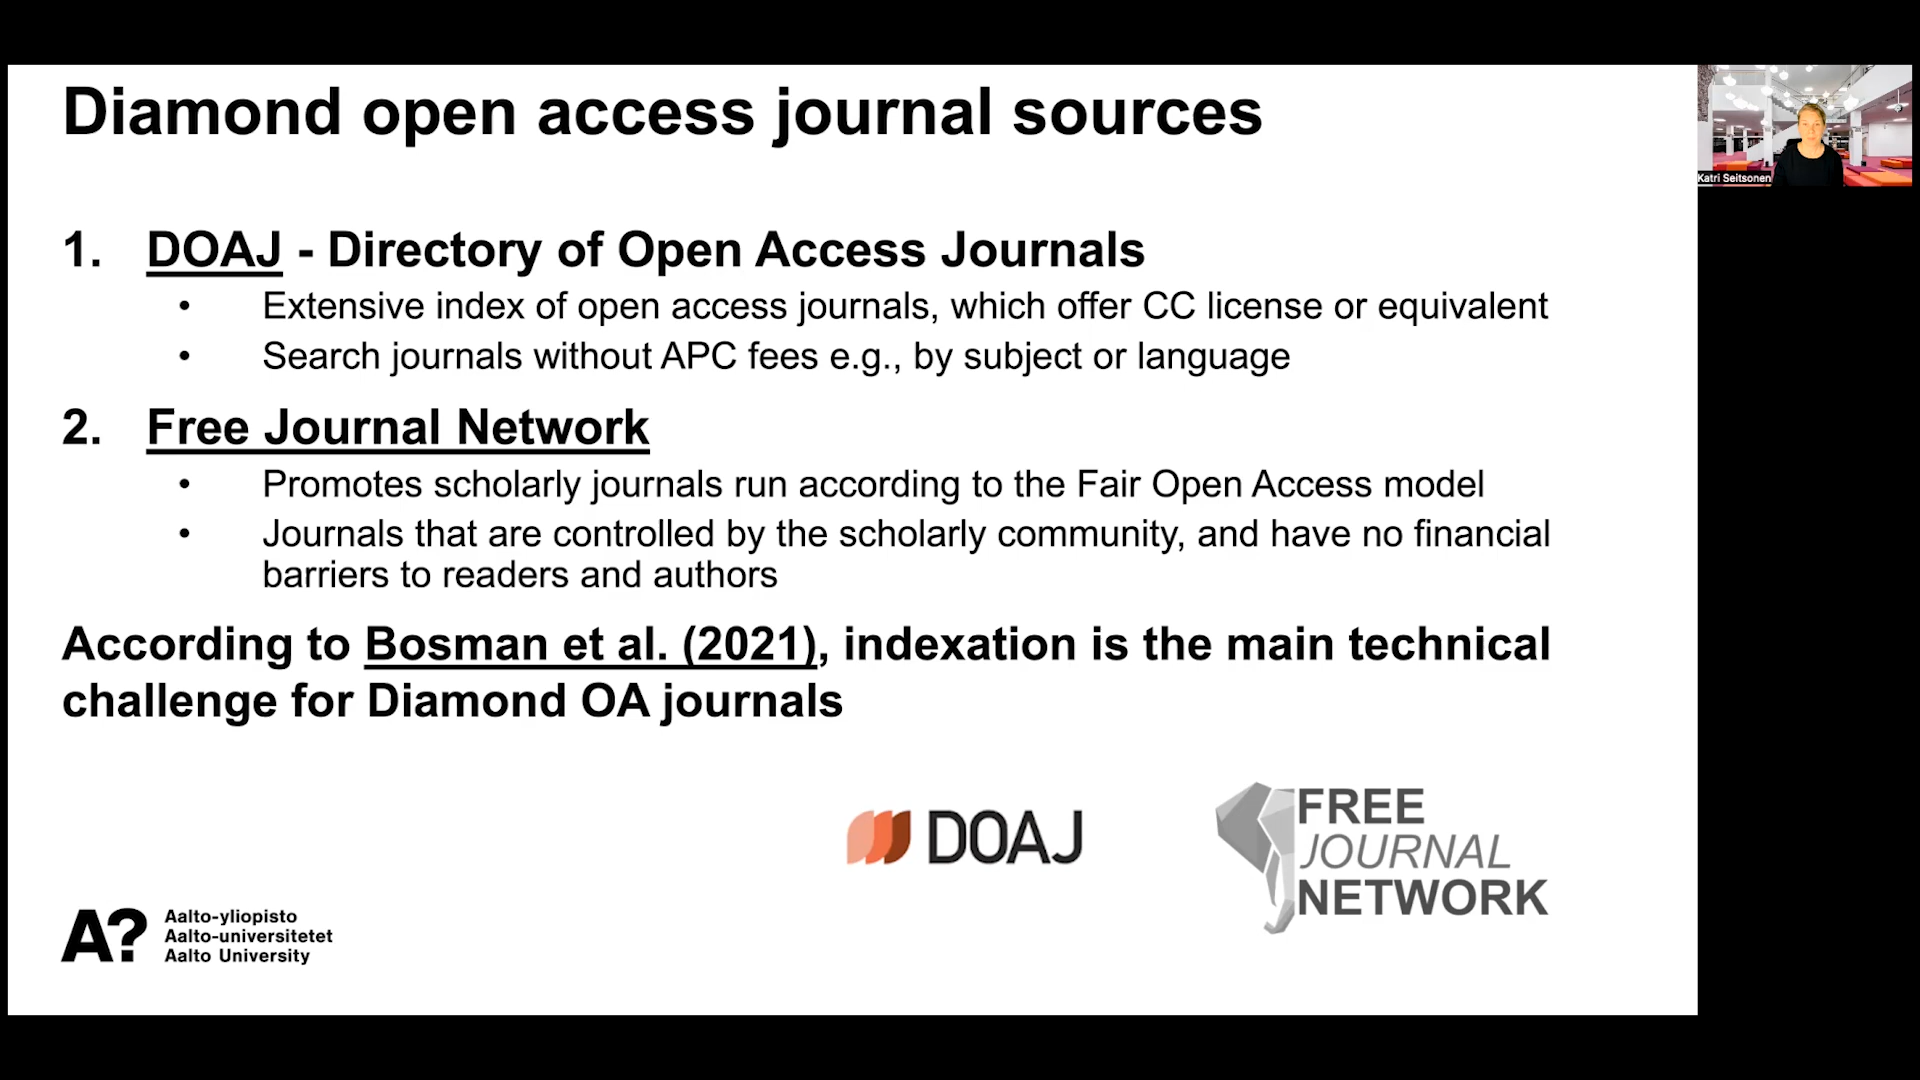 Diamond open access journal sources
Katri Seitsonen
1. DOAJ - Directory of Open Access Journals
• Extensive index of open access journals, which offer CC license or equivalent
• Search journals without APC fees e.g., by subject or language
2. Free Journal Network
• Promotes scholarly journals run according to the Fair Open Access model
• Journals that are controlled by the scholarly community, and have no financial
barriers to readers and authors
According to Bosman et al. (2021), indexation is the main technical
challenge for Diamond OA journals
DOAJ
FREE
JOURNAL
NETWORK
A?
Aalto-yliopisto
Aalto-universitetet
Aalto University